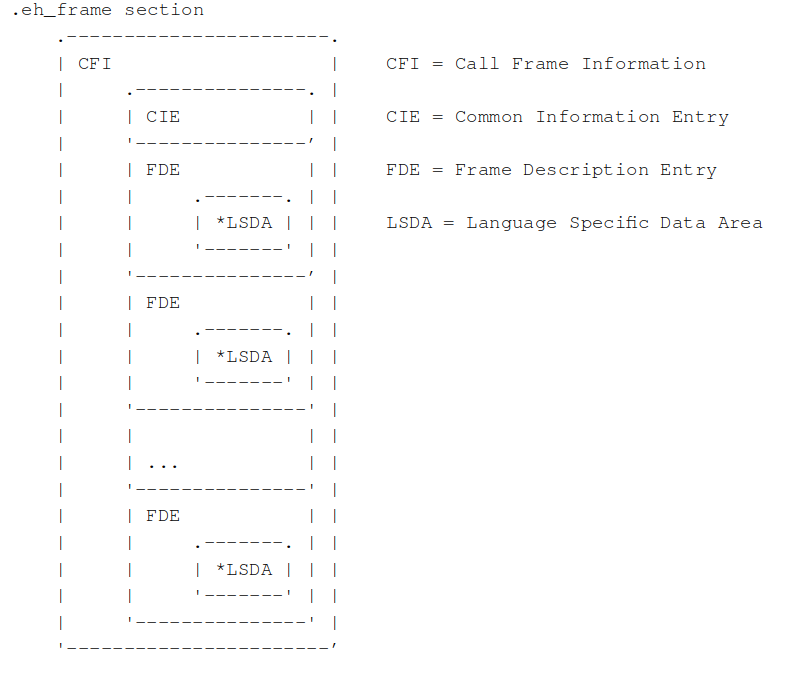 .eh_frame section
     .-----------------------.
     | CFI                   |     CFI = Call Frame Information
     |     .---------------. |
     |     | CIE           | |     CIE = Common Information Entry
     |     '---------------’ |
     |     | FDE           | |     FDE = Frame Description Entry
     |     |     .-------. | |
     |     |     | *LSDA | | |     LSDA = Language Specific Data Area
     |     |     '-------' | |
     |     '---------------’ |
     |     | FDE           | |
     |     |     .-------. | |
     |     |     | *LSDA | | |
     |     |     '-------' | |
     |     '---------------' |
     |     |               | |
     |     | ...           | |
     |     '---------------' |
     |     | FDE           | |
     |     |     .-------. | |
     |     |     | *LSDA | | |
     |     |     '-------' | |
     |     '---------------' |
     '-----------------------’